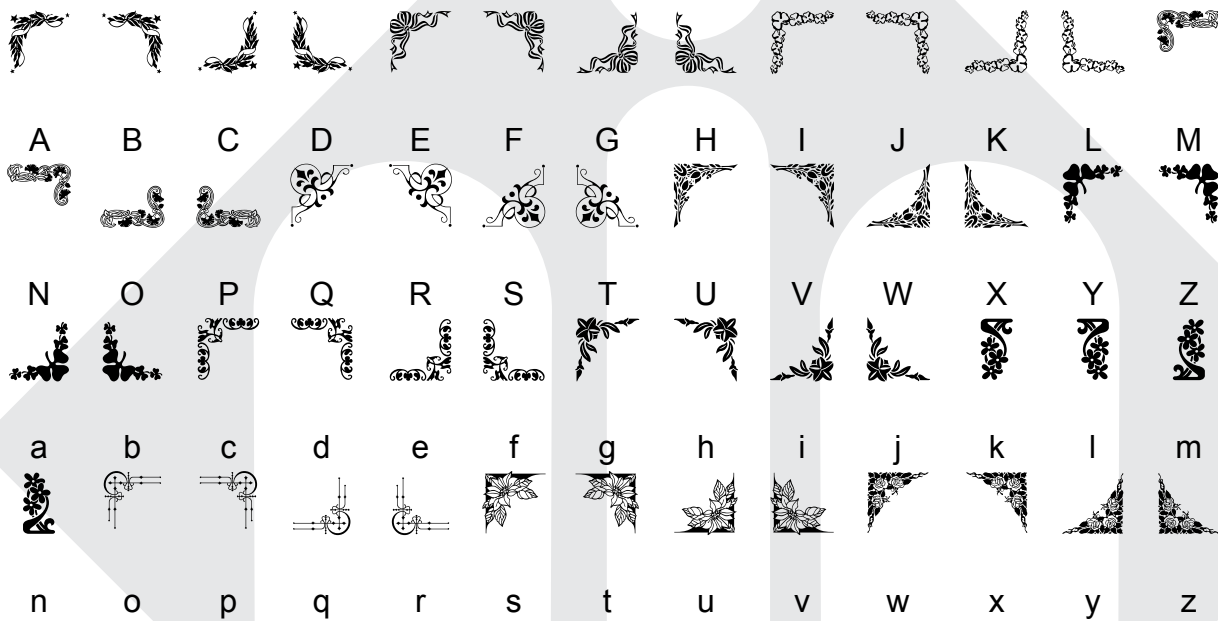 A B C D E F G H I J K L M
N O P Q R S T U V W X Y Z
a b c d e f g h i j k l m
n o p q r s t u v w x y z